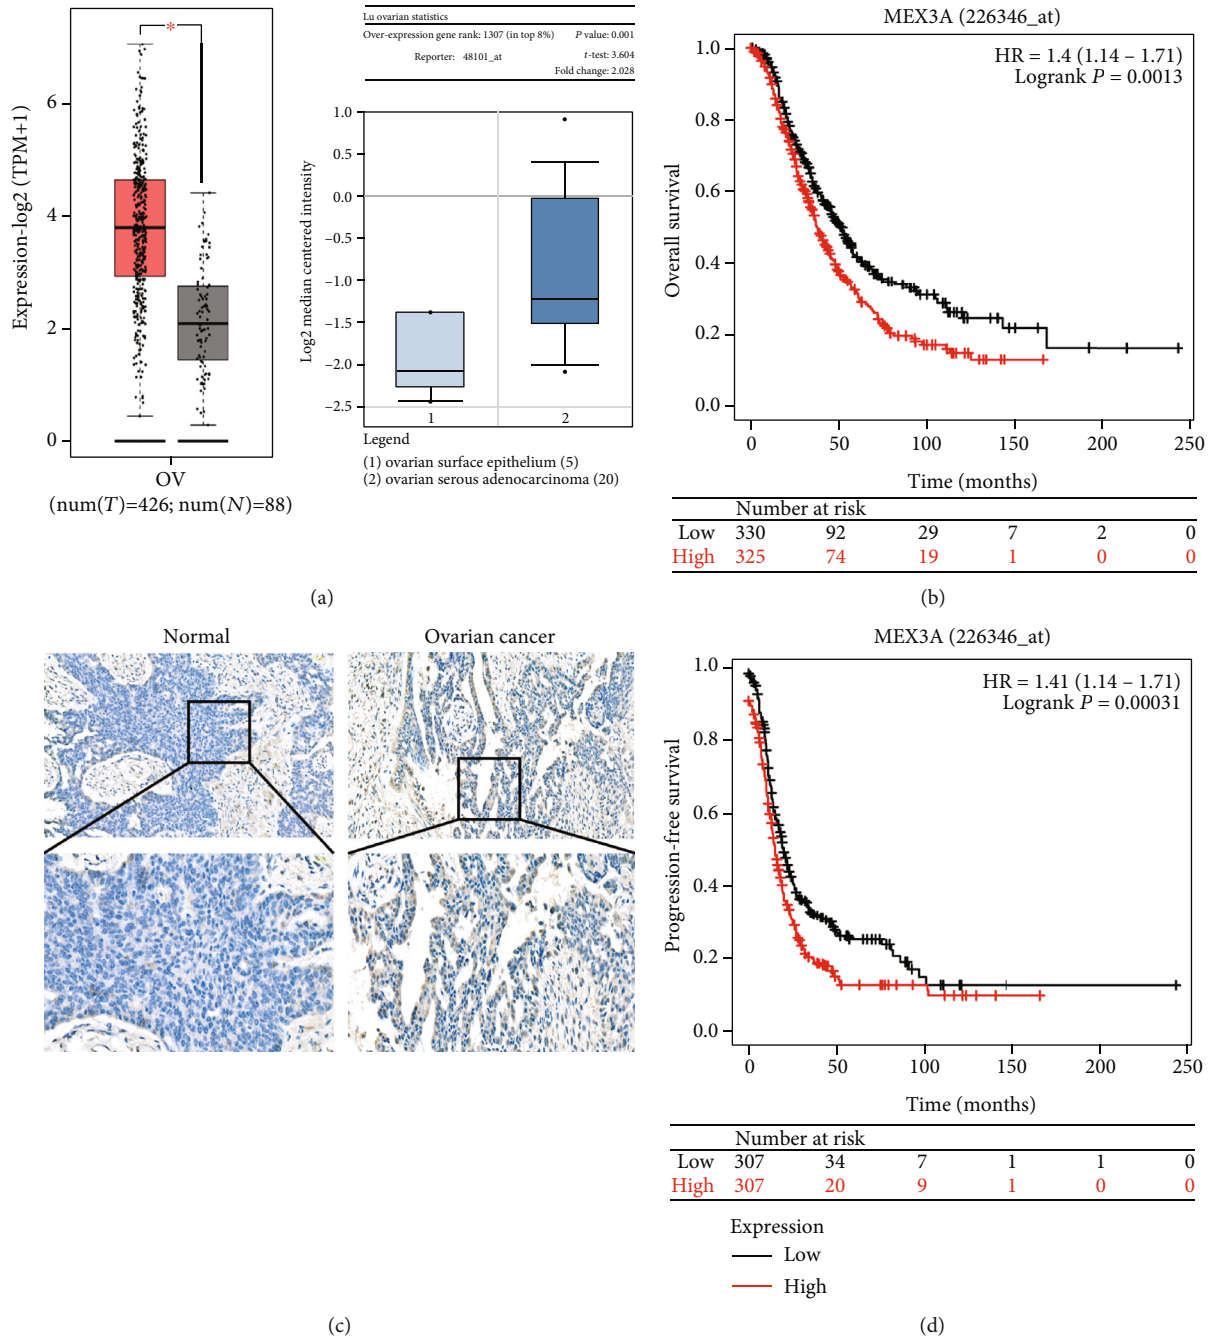 *
Expression-log2 (TPM+1)
6
4
2
0
OV
(num(T)=426; num(N)=88)
Lu ovarian statistics
Over-expression gene rank: 1307 (in top 8%) P value: 0.001
Reporter: 48101_at t-test: 3.604
Fold change: 2.028
Log2 median centered intensity
1.0
0.5
0.0
–0.5
–1.0
–1.5
–2.0
–2.5
1 2
Legend
(1) ovarian surface epithelium (5)
(2) ovarian serous adenocarcinoma (20)
(a)
MEX3A (226346_at)
HR = 1.4 (1.14 – 1.71)
Logrank P = 0.0013
Overall survival
1.0
0.8
0.6
0.4
0.2
0.0
0 50 100 150 200 250
Time (months)
Number at risk
Low 330 92 29 7 2 0
High 325 74 19 1 0 0
(b)
Normal
Ovarian cancer
(c)
MEX3A (226346_at)
HR = 1.41 (1.14 – 1.71)
Logrank P = 0.00031
Progression-free survival
1.0
0.8
0.6
0.4
0.2
0.0
0 50 100 150 200 250
Time (months)
Number at risk
Low 307 34 7 1 1 0
High 307 20 9 1 0 0
Expression
Low
High
(d)